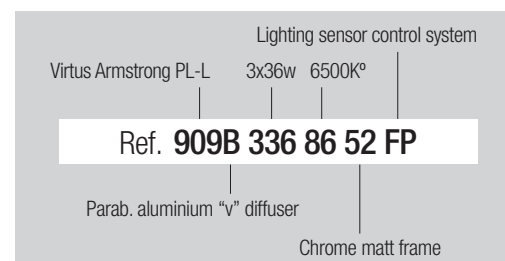 Lighting sensor control system
Virtus Armstrong PL-L 3x36w 6500Kº
Ref. 909B 336 86 52 FP
Parab. aluminium “v” diffuser
Chrome matt frame